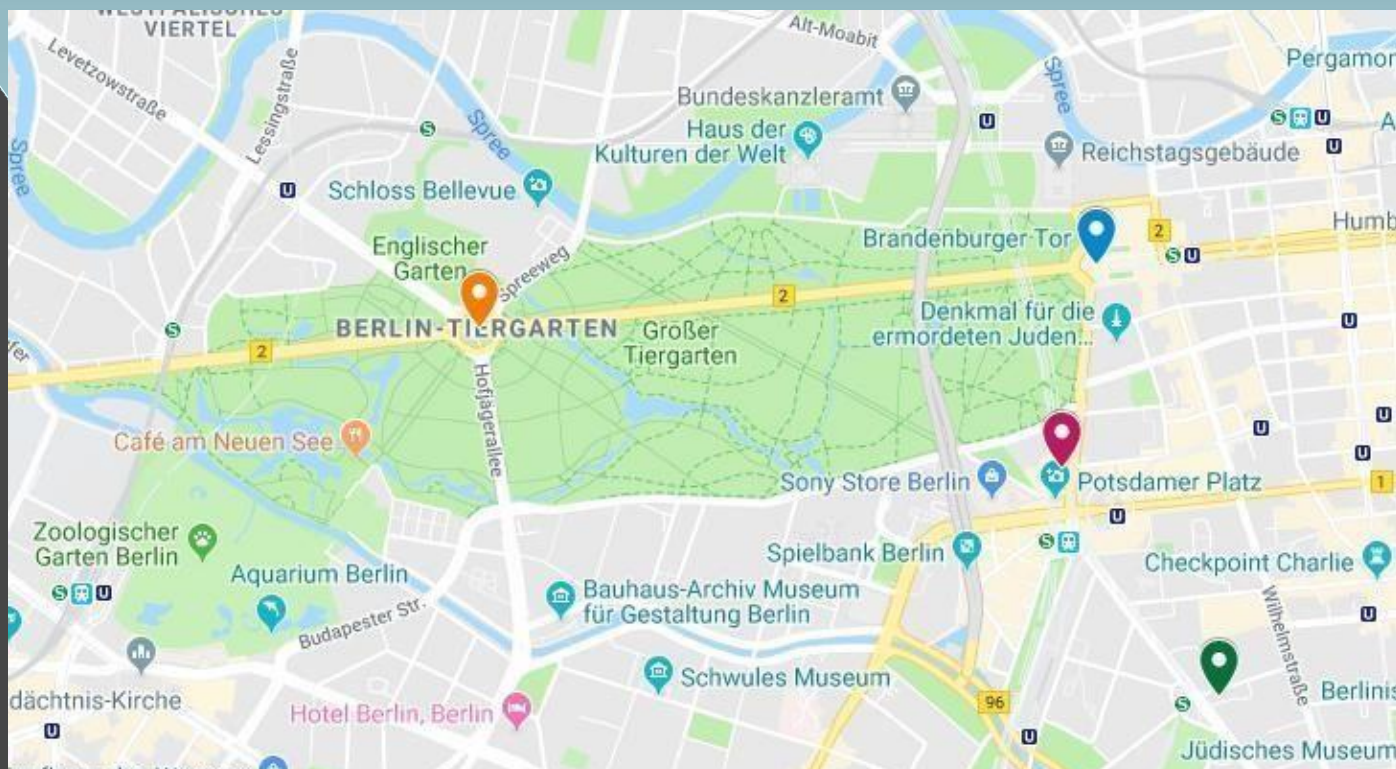 WESTFÄLISCHES
VIERTEL
Alt-Moabit
Levetzowstraße
Lessingstraße
Spree
Spree
Spree
Pergamon
Bundeskanzleramt
S
U
Haus der
Kulturen der Welt
Reichstagsgebäude
Schloss Bellevue
U
Englischer
Garten
Spreeweg
Brandenburger Tor
2
Humb
S U
2
BERLIN-TIERGARTEN
Großer
Tiergarten
Denkmal für die
ermordeten Juden...
S
2
U
Hofjägerallee
Café am Neuen See
U
U
U
Sony Store Berlin
Potsdamer Platz
1
U
Zoologischer
Garten Berlin
S
Spielbank Berlin
Checkpoint Charlie
Aquarium Berlin
S U
Bauhaus-Archiv Museum
für Gestaltung Berlin
U
Budapester Str.
Wilhelmstraße
Schwules Museum
dächtnis-Kirche
Hotel Berlin, Berlin
96
S
Berlinis
U
U
Jüdisches Museum